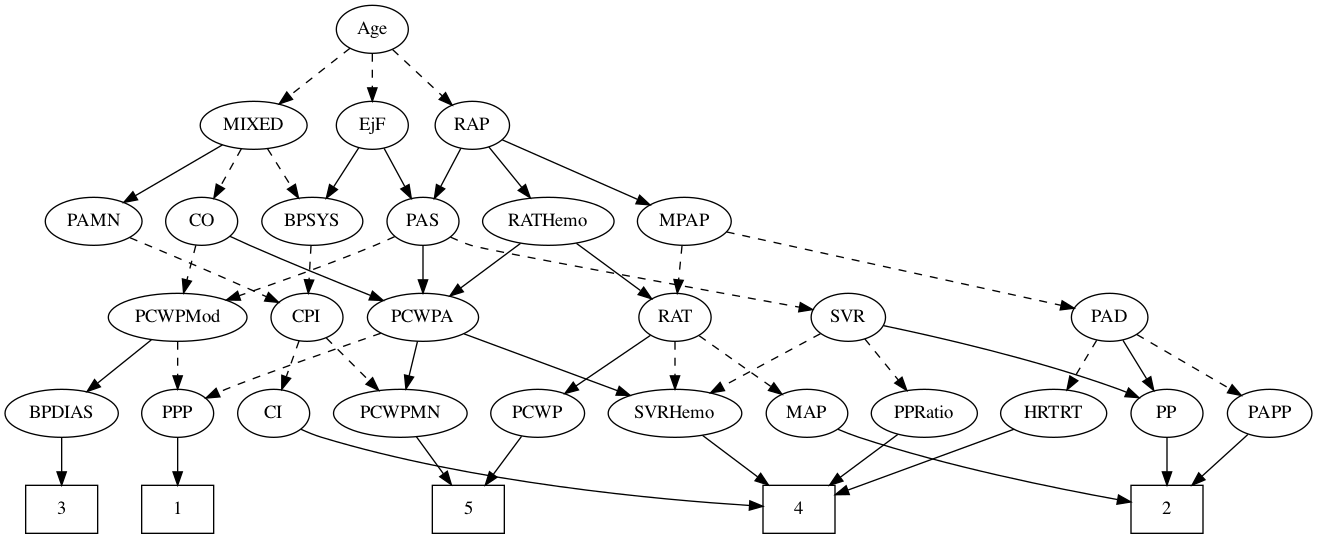 Age
MIXED
EjF
RAP
PAMN
CO
BPSYS
PAS
RATHemo
MPAP
PCWPMod
CPI
PCWPA
RAT
SVR
PAD
BPDIAS
PPP
CI
PCWPMN
PCWP
SVRHemo
MAP
PPRatio
HRTRT
PP
PAPP
3
1
5
4
2